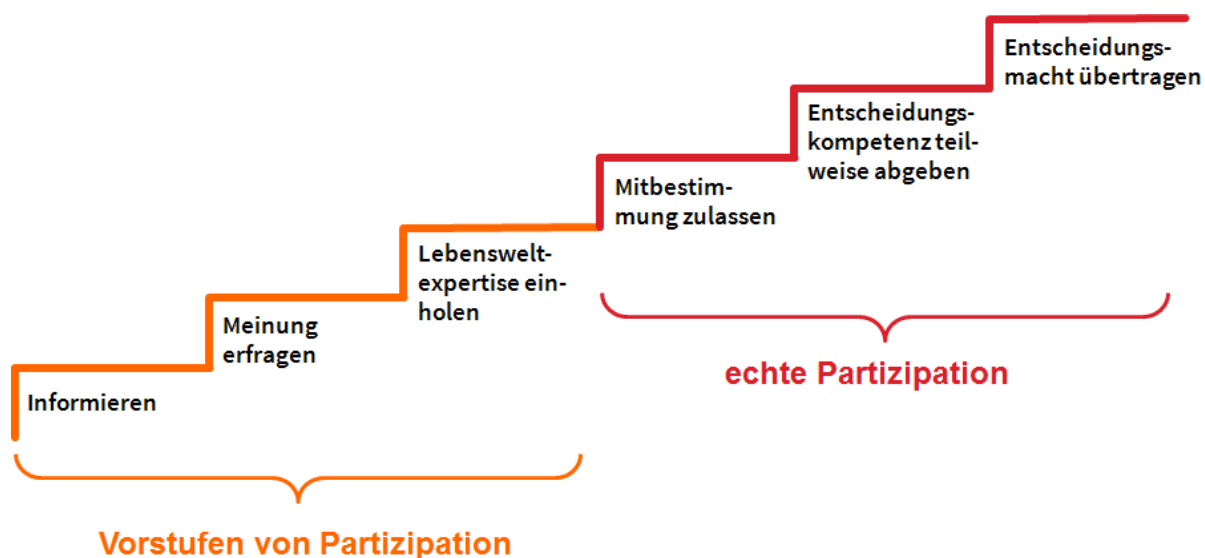 Informieren
Meinung
erfragen
Lebenswelt-
expertise ein-
holen
Vorstufen von Partizipation
Mitbestim-
mung zulassen
Entscheidungs-
kompetenz teil-
weise abgeben
Entscheidungs-
macht übertragen
echte Partizipation